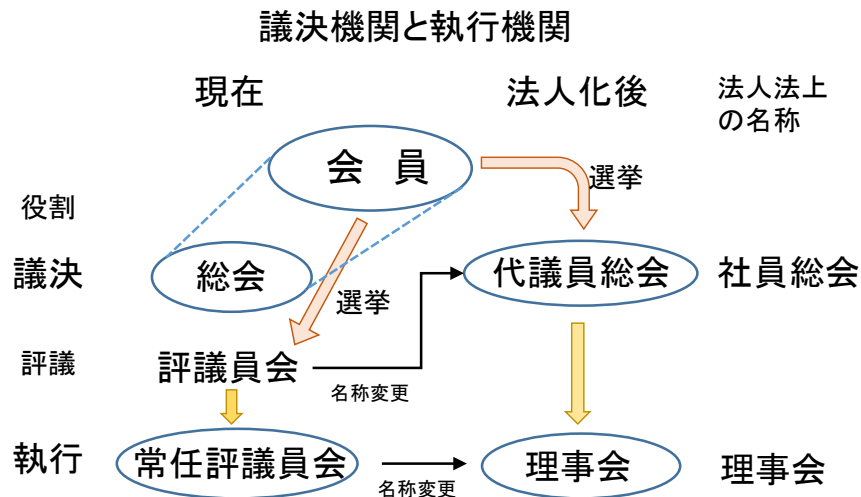 議決機関と執行機関
現在
法人化後
法人法上
の名称
会 員
選挙
役割
議決
総会
代議員総会
社員総会
選挙
評議
評議員会
名称変更
執行
常任評議員会
理事会
理事会
名称変更